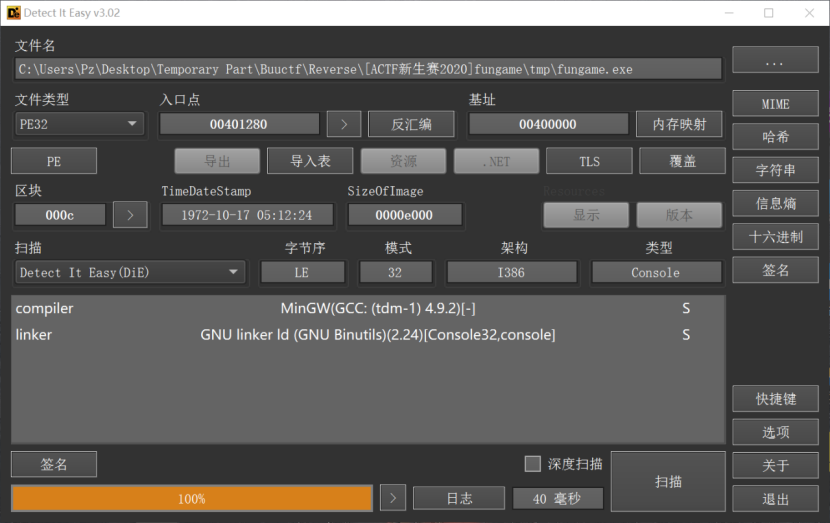 Detect It Easy v3.02
文件名
C:\Users\Pz\Desktop\Temporary Part\Buuctf\Reverse\[ACTF新生赛2020]fungame\tmp\fungame.exe
...
文件类型 入口点 基址
PE32 00401280 > 反汇编 00400000 内存映射 MIME
哈希
PE 导出 导入表 资源 .NET TLS 覆盖
字符串
区块 TimeDateStamp SizeOfImage Resources
000c > 1972-10-17 05:12:24 0000e000 显示 版本 信息熵
十六进制
扫描 字节序 模式 架构 类型
Detect It Easy(DiE) LE 32 I386 Console 签名
compiler MinGW(GCC: (tdm-1) 4.9.2)[-] S
linker GNU linker ld (GNU Binutils)(2.24)[Console32,console] S
快捷键
选项
签名 深度扫描 扫描 关于
100% > 日志 40 毫秒 退出